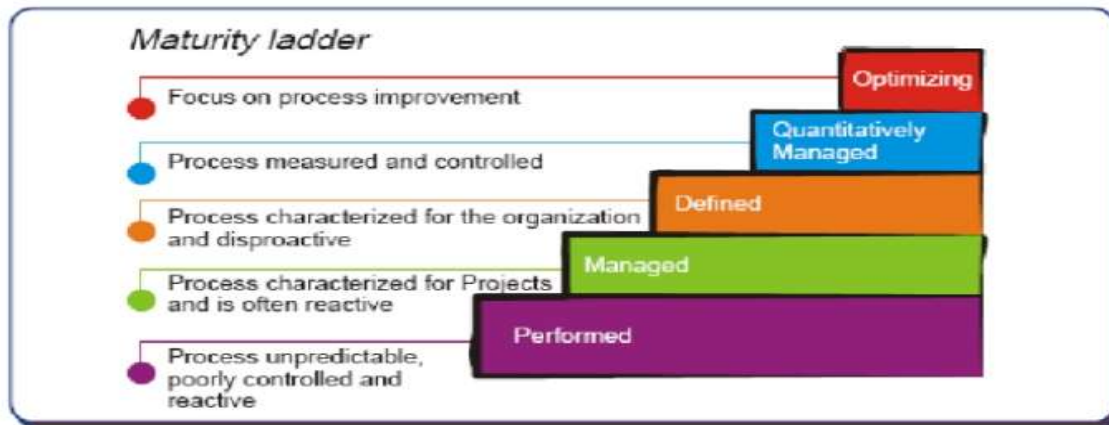 Maturity ladder
Optimizing
Focus on process improvement
Quantitatively
Managed
Process measured and controlled
Defined
Process characterized for the organization
and disproactive
Managed
Process characterized for Projects
and is often reactive
Performed
Process unpredictable,
poorly controlled and
reactive